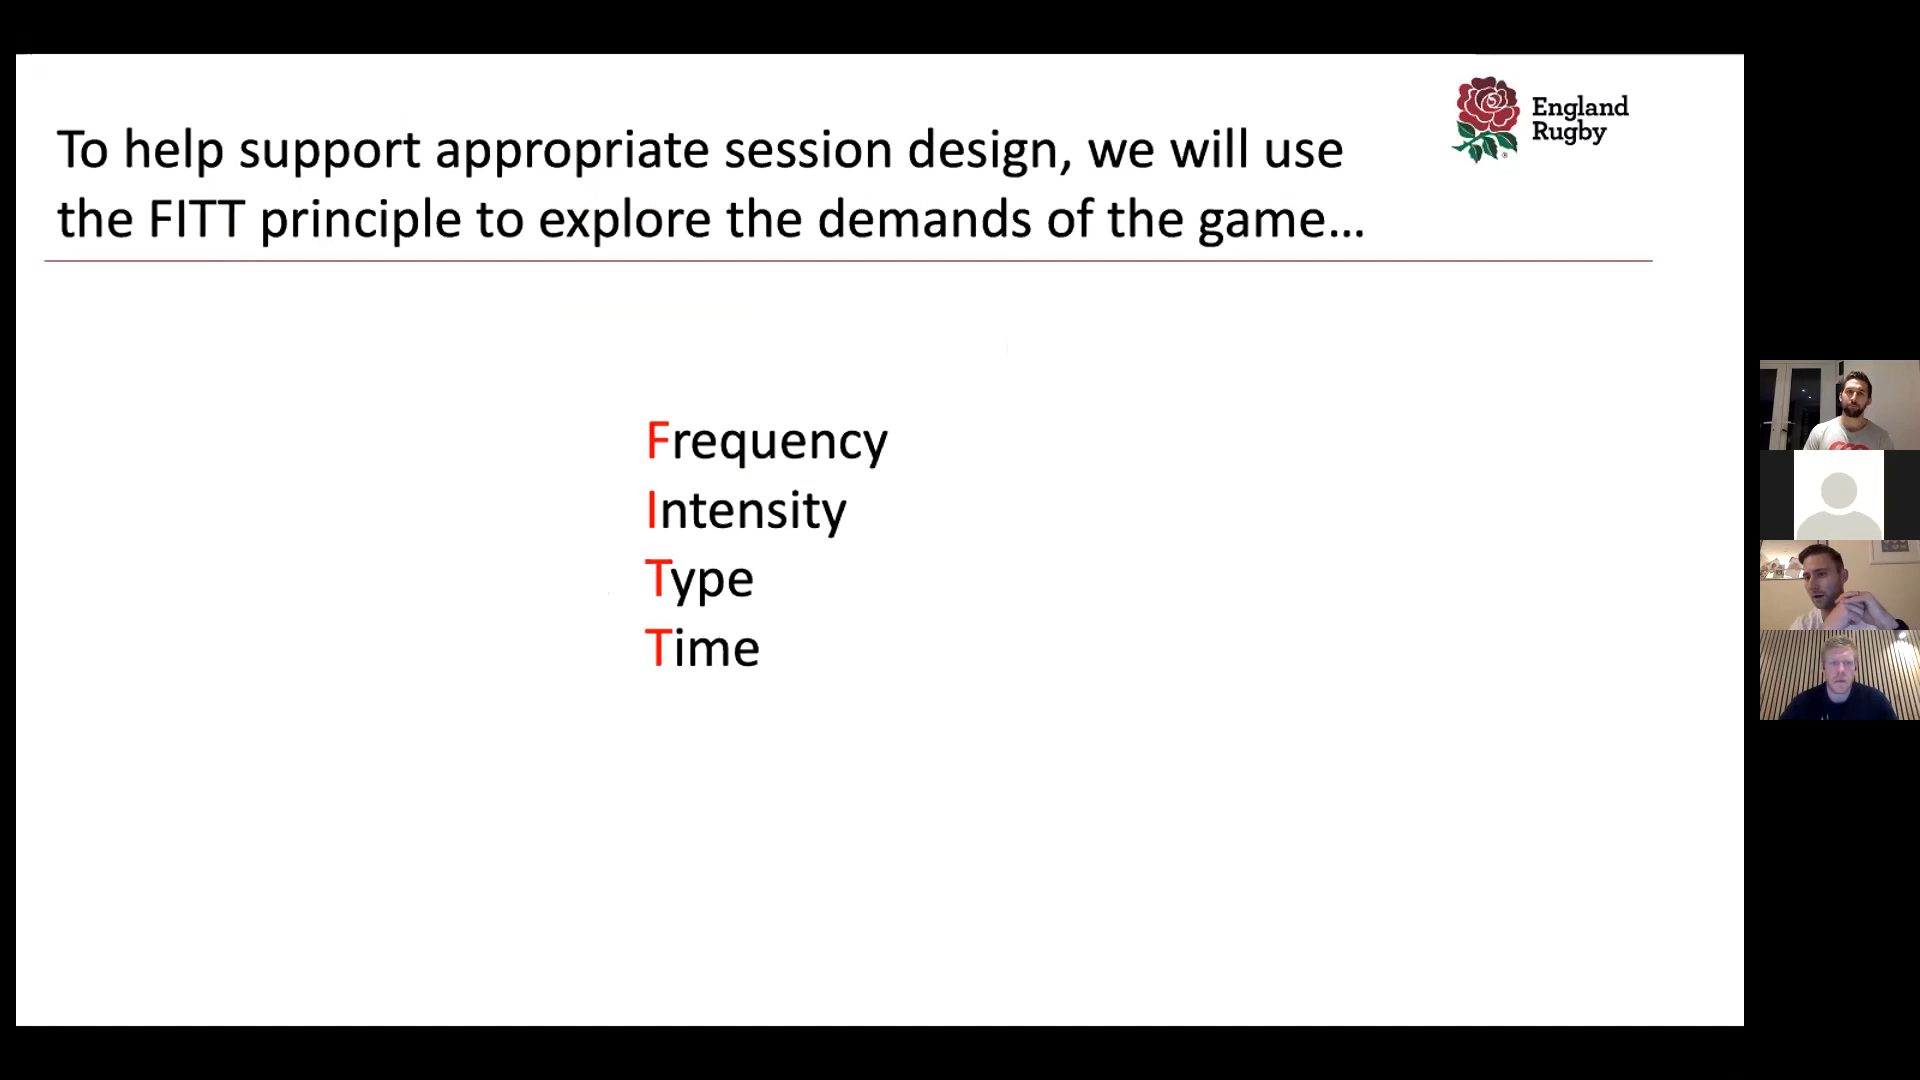 To help support appropriate session design, we will use
the FITT principle to explore the demands of the game...
England
Rugby
Frequency
Intensity
Type
Time